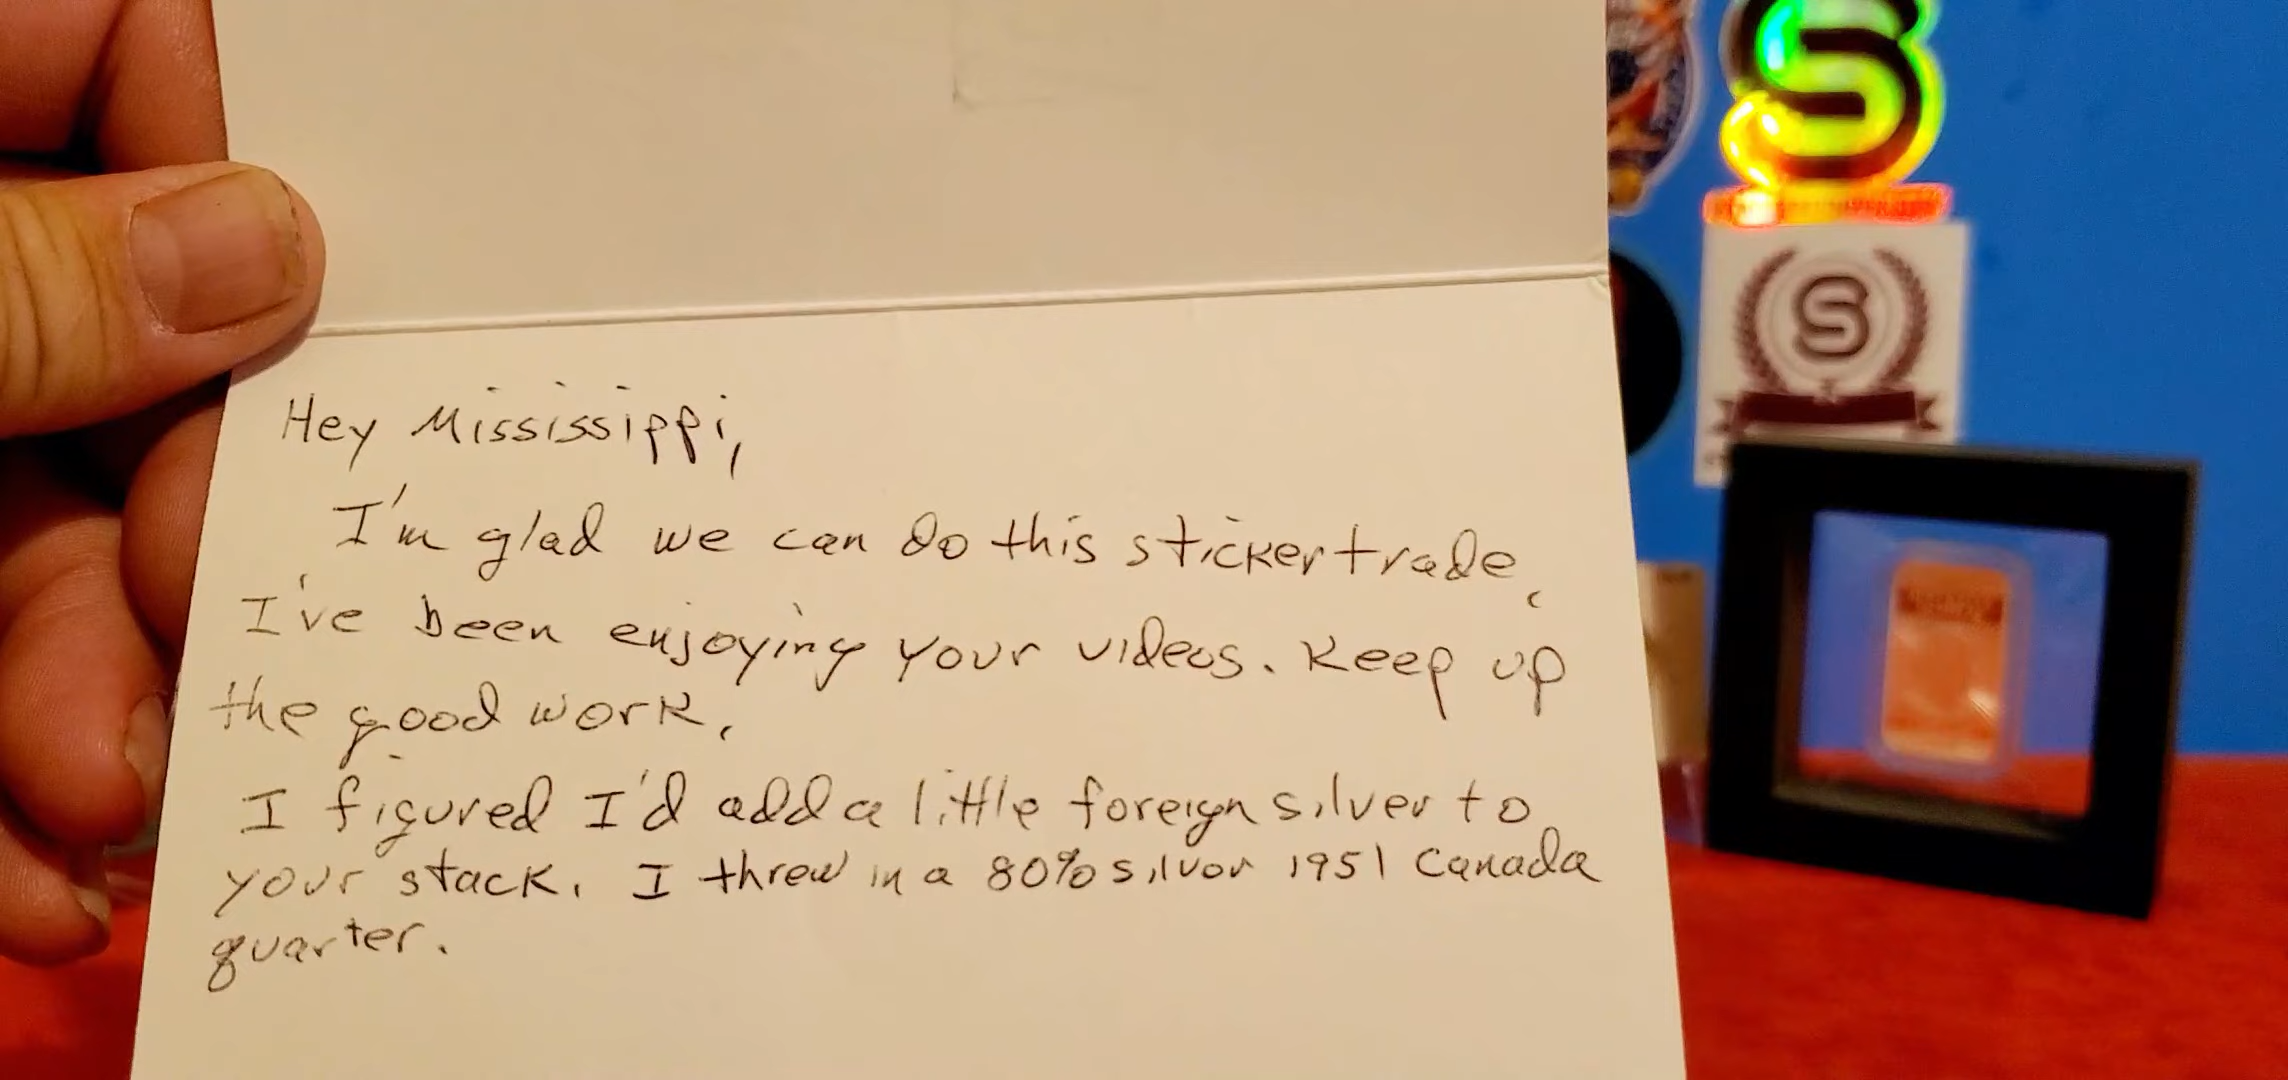 Hey Mississippi,
I'm glad we can do this sticker trade.
I've been enjoying your videos. Keep up
the good work.
I figured I'd add a little foreign silver to
your stack. I threw in a 80% silver 1951 Canada
quarter.
S
S